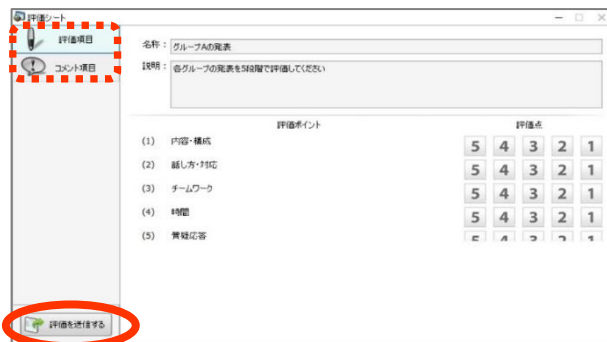 評価シート
評価項目
コメント項目
名称： グループAの発表
説明： 各グループの発表を5段階で評価してください
評価ポイント 評価点
(1) 内容・構成 5 4 3 2 1
(2) 話し方・対応 5 4 3 2 1
(3) チームワーク 5 4 3 2 1
(4) 時間 5 4 3 2 1
(5) 質疑応答 5 4 3 2 1
評価を送信する